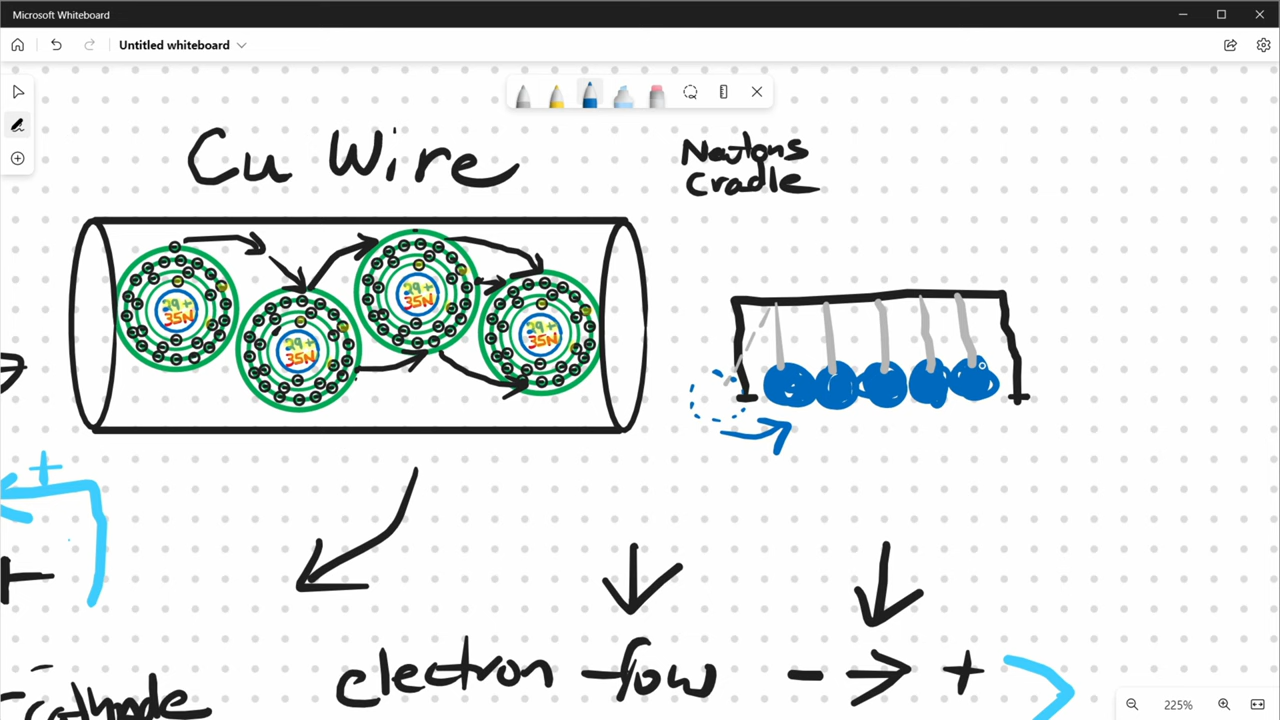 Microsoft Whiteboard
Untitled whiteboard
Cu Wire
Newtons
Cradle
29+
35N
29+
35N
29+
35N
29+
35N
+
+
electron flow - → +
cathode
225%